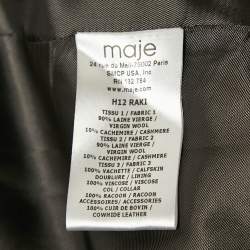 maje
24 rue du Mail-75002 Paris
SMCP USA, Inc
RN 132 784
www.maje.com
H12 RAKI
TISSU 1 / FABRIC 1
90% LAINE VIERGE /
VIRGIN WOOL
10% CACHEMIRE / CASHMERE
TISSU 2 / FABRIC 2
90% LAINE VIERGE /
VIRGIN WOOL
10% CACHEMIRE / CASHMERE
TISSU 3 / FABRIC 3
100% VACHETTE / CALFSKIN
DOUBLURE / LINING
100% VISCOSE / VISCOSE
COL / COLLAR
100% RACOON / RACOON
ACCESSOIRES / ACCESSORIES
100% CUIR DE BOVIN /
COWHIDE LEATHER